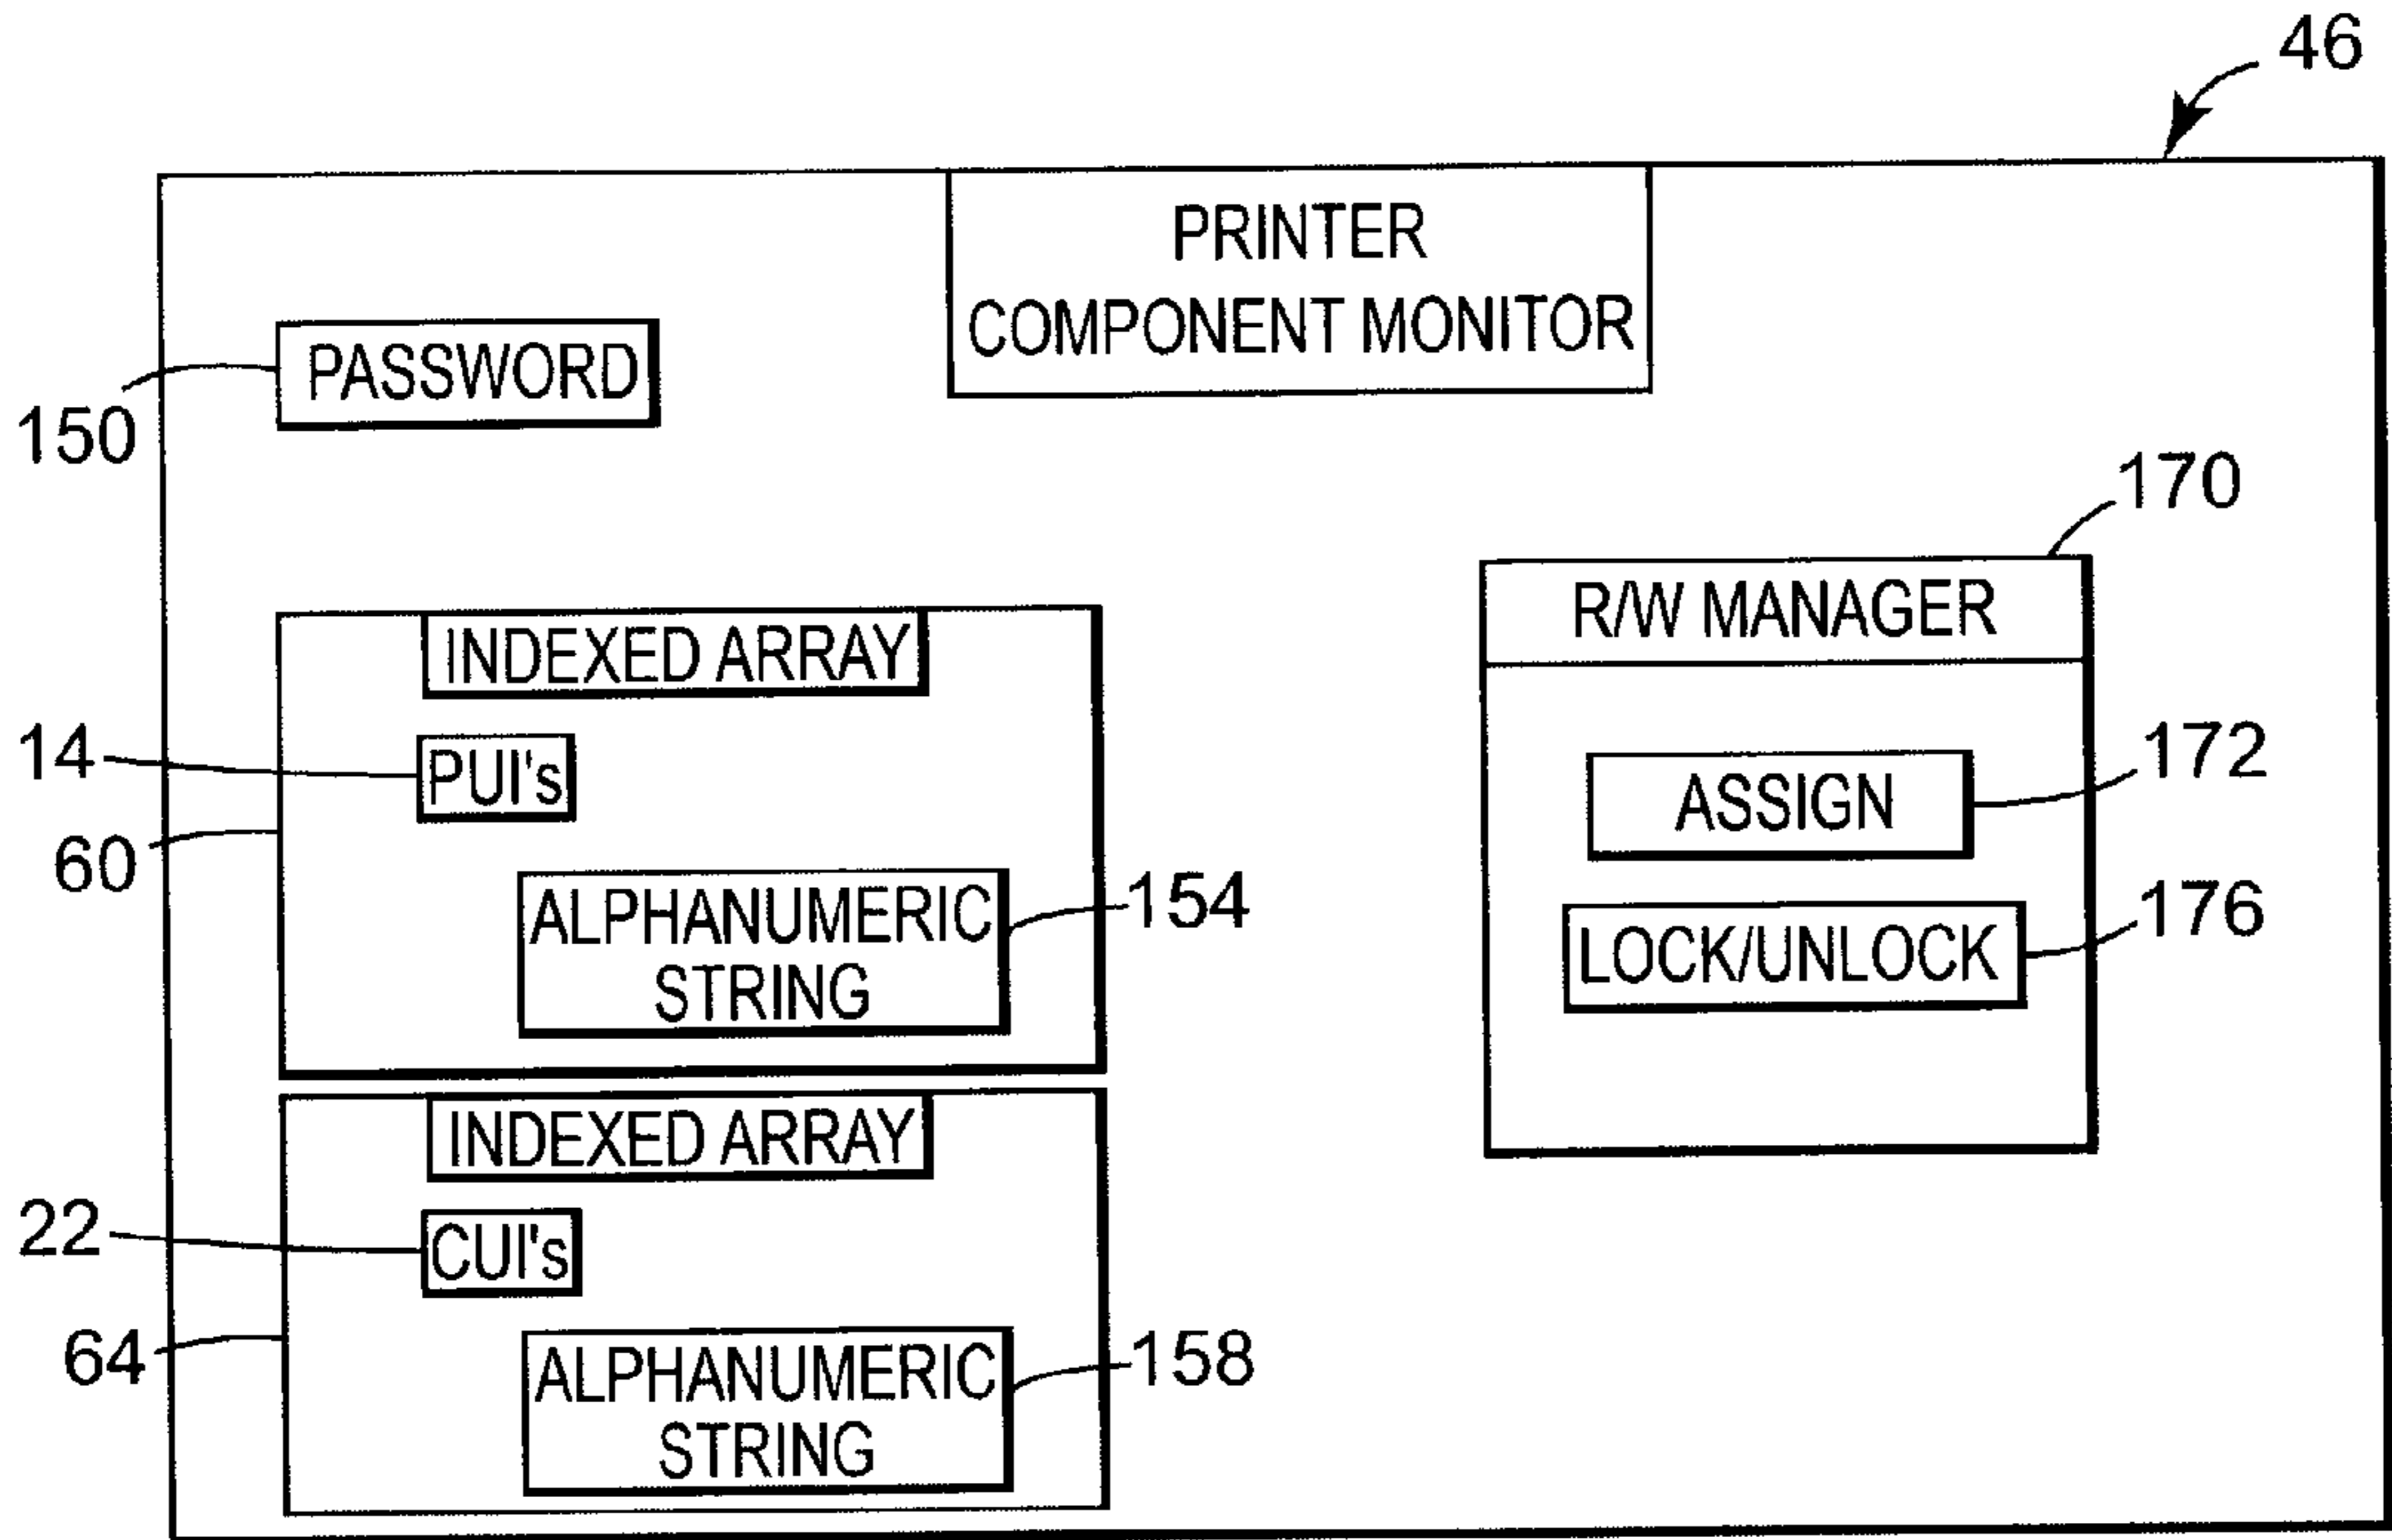 46
PRINTER
COMPONENT MONITOR
PASSWORD
150
170
R/W MANAGER
INDEXED ARRAY
14
PUI's
172
ASSIGN
60
ALPHANUMERIC
STRING
154
176
LOCK/UNLOCK
INDEXED ARRAY
22
CUI's
64
ALPHANUMERIC
STRING
158